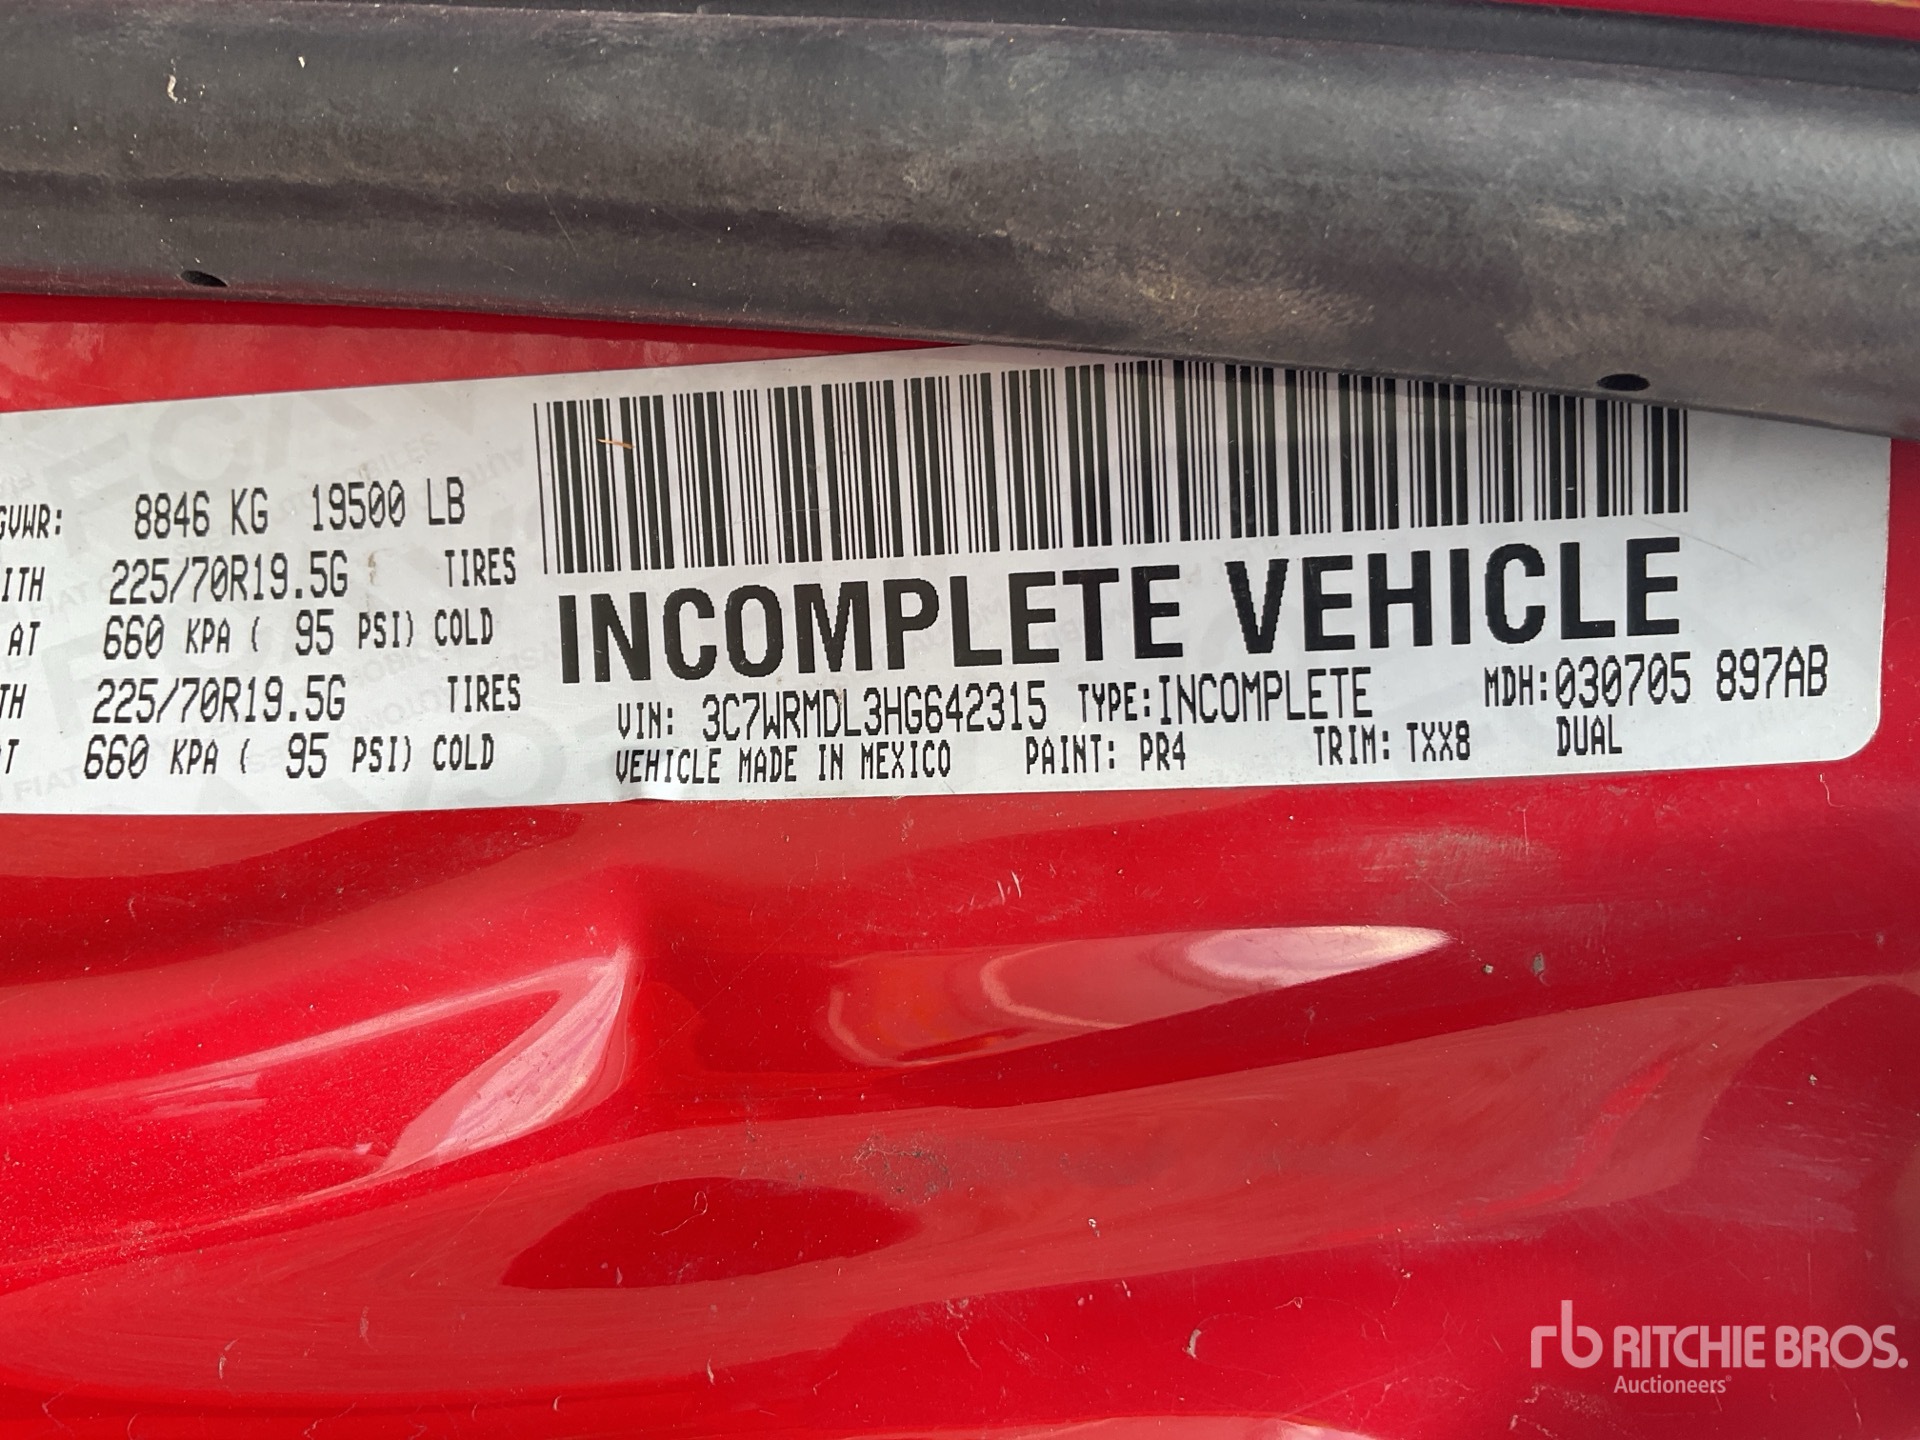 GVWR: 8846 KG 19500 LB
ITH 225/70R19.5G TIRES
AT 660 KPA ( 95 PSI) COLD
TH 225/70R19.5G TIRES
T 660 KPA ( 95 PSI) COLD
INCOMPLETE VEHICLE
VIN: 3C7WRMDL3HG642315 TYPE:INCOMPLETE MDH:030705 897AB
VEHICLE MADE IN MEXICO PAINT: PR4 TRIM: TXX8 DUAL
rb RITCHIE BROS.
Auctioneers